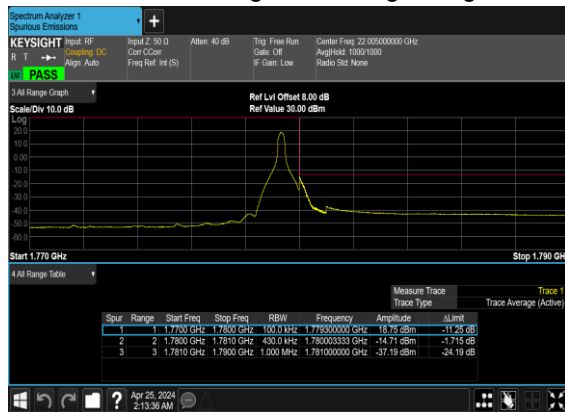 Spectrum Analyzer 1
Spurious Emissions
+
KEYSIGHT Input: RF Input Z: 50 Ω Atten: 40 dB Trig: Free Run Center Freq: 22.005000000 GHz
R T Coupling: DC Corr CCorr Gate: Off Avg|Hold: 1000/1000
Align: Auto Freq Ref: Int (S) IF Gain: Low Radio Std: None
LW PASS
3 All Range Graph
Ref Lvl Offset 8.00 dB
Scale/Div 10.0 dB Ref Value 30.00 dBm
Log
20.0
10.0
0.00
-10.0
-20.0
-30.0
-40.0
-50.0
-60.0
Start 1.770 GHz Stop 1.790 GH
4 All Range Table
Measure Trace Trace 1
Trace Type Trace Average (Active)
Spur Range Start Freq Stop Freq RBW Frequency Amplitude ΔLimit
1 1 1.7700 GHz 1.7800 GHz 100.0 kHz 1.779300000 GHz 18.75 dBm -11.25 dB
2 2 1.7800 GHz 1.7810 GHz 430.0 kHz 1.780003333 GHz -14.71 dBm -1.715 dB
3 3 1.7810 GHz 1.7900 GHz 1.000 MHz 1.781000000 GHz -37.19 dBm -24.19 dB
? Apr 25, 2024
2:13:36 AM